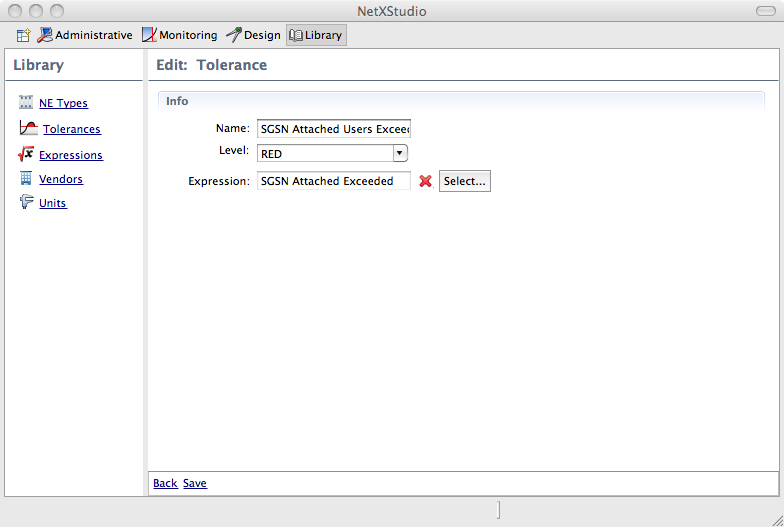 NetXStudio
Administrative Monitoring Design Library
Library
NE Types
Tolerances
Expressions
Vendors
Units
Edit: Tolerance
Info
Name: SGSN Attached Users Exceed
Level: RED
Expression: SGSN Attached Exceeded Select...
Back Save